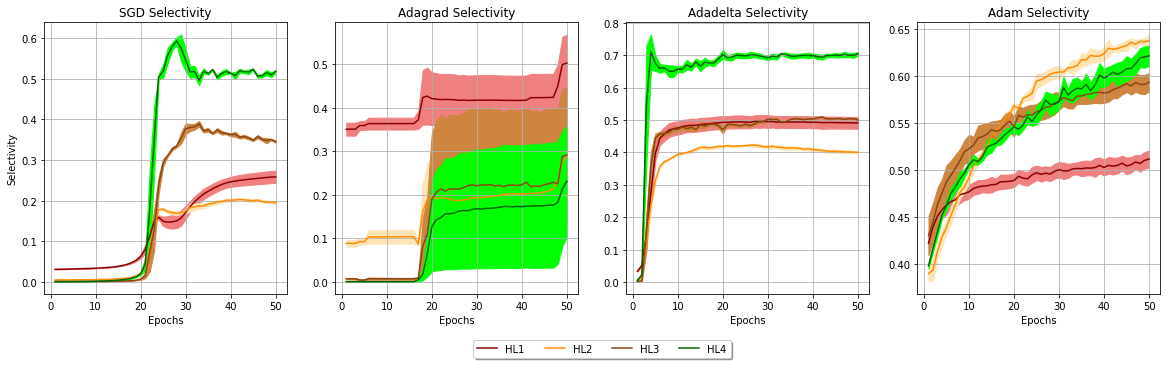 SGD Selectivity
Adagrad Selectivity
Adadelta Selectivity
Adam Selectivity
Selectivity
0.6
0.5
0.4
0.3
0.2
0.1
0.0
0 10 20 30 40 50
Epochs
0.5
0.4
0.3
0.2
0.1
0.0
0 10 20 30 40 50
Epochs
0.8
0.7
0.6
0.5
0.4
0.3
0.2
0.1
0.0
0 10 20 30 40 50
Epochs
0.65
0.60
0.55
0.50
0.45
0.40
0 10 20 30 40 50
Epochs
HL1 HL2 HL3 HL4